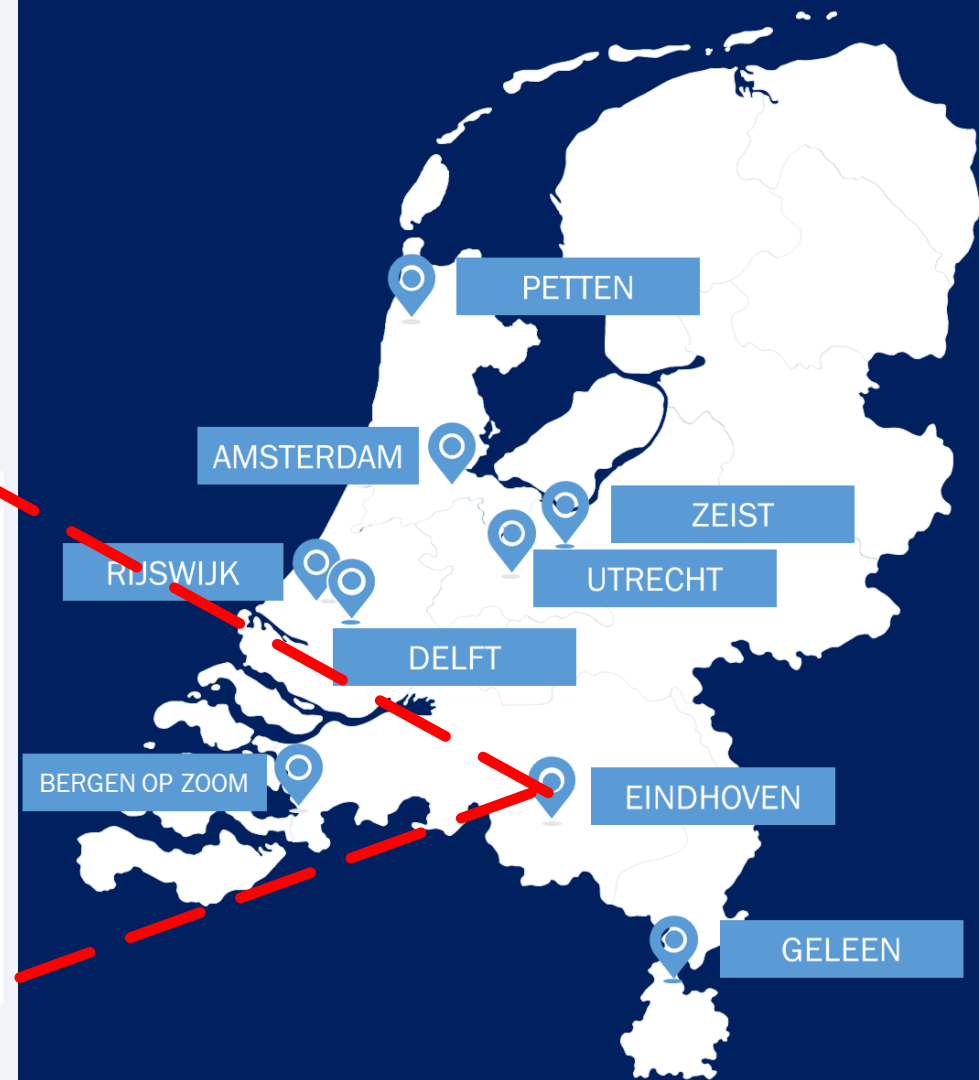 PETTEN
AMSTERDAM
ZEIST
RIJSWIJK
UTRECHT
DELFT
BERGEN OP ZOOM
EINDHOVEN
GELEEN